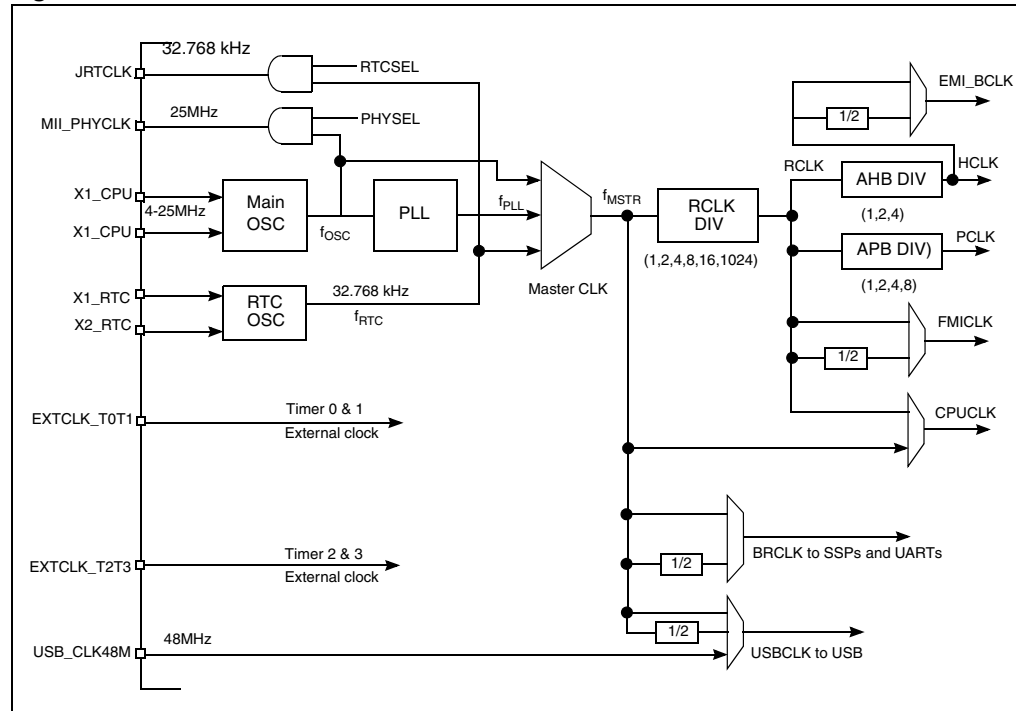 32.768 kHz
JRTCLK
RTCSEL
MII_PHYCLK
25MHz
PHYSEL
X1_CPU
4-25MHz
X1_CPU
Main
OSC
fOSC
PLL
fPLL
Master CLK
fMSTR
RCLK
DIV
(1,2,4,8,16,1024)
RCLK
AHB DIV
(1,2,4)
HCLK
1/2
EMI_BCLK
APB DIV)
(1,2,4,8)
PCLK
1/2
FMICLK
CPUCLK
X1_RTC
X2_RTC
RTC
OSC
32.768 kHz
fRTC
EXTCLK_T0T1
Timer 0 & 1
External clock
EXTCLK_T2T3
Timer 2 & 3
External clock
1/2
BRCLK to SSPs and UARTs
USB_CLK48M
48MHz
1/2
USBCLK to USB